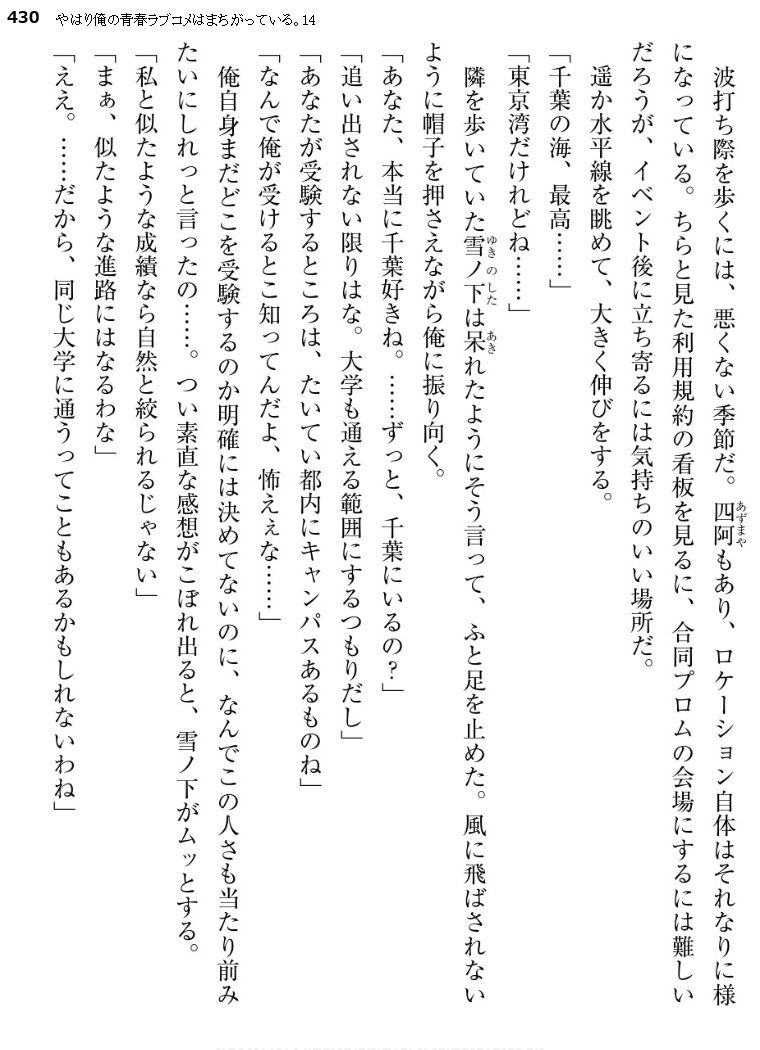 430 やはり俺の青春ラブコメはまちがっている。14
　波打ち際を歩くには、悪くない季節だ。四阿もあり、ロケーション自体はそれなりに様
になっている。ちらと見た利用規約の看板を見るに、合同プロムの会場にするには難しい
だろうが、イベント後に立ち寄るには気持ちのいい場所だ。
　遥か水平線を眺めて、大きく伸びをする。
「千葉の海、最高……」
「東京湾だけれどね……」
　隣を歩いていた雪ノ下は呆れたようにそう言って、ふと足を止めた。風に飛ばされない
ように帽子を押さえながら俺に振り向く。
「あなた、本当に千葉好きね。……ずっと、千葉にいるの？」
「追い出されない限りはな。大学も通える範囲にするつもりだし」
「あなたが受験するところは、たいてい都内にキャンパスあるものね」
「なんで俺が受けるとこ知ってんだよ、怖えぇな……」
　俺自身まだどこを受験するのか明確には決めてないのに、なんでこの人さも当たり前み
たいにしれっと言ったの……。つい素直な感想がこぼれ出ると、雪ノ下がムッとする。
「私と似たような成績なら自然と絞られるじゃない」
「まぁ、似たような進路にはなるわな」
「ええ。……だから、同じ大学に通うってこともあるかもしれないわね」